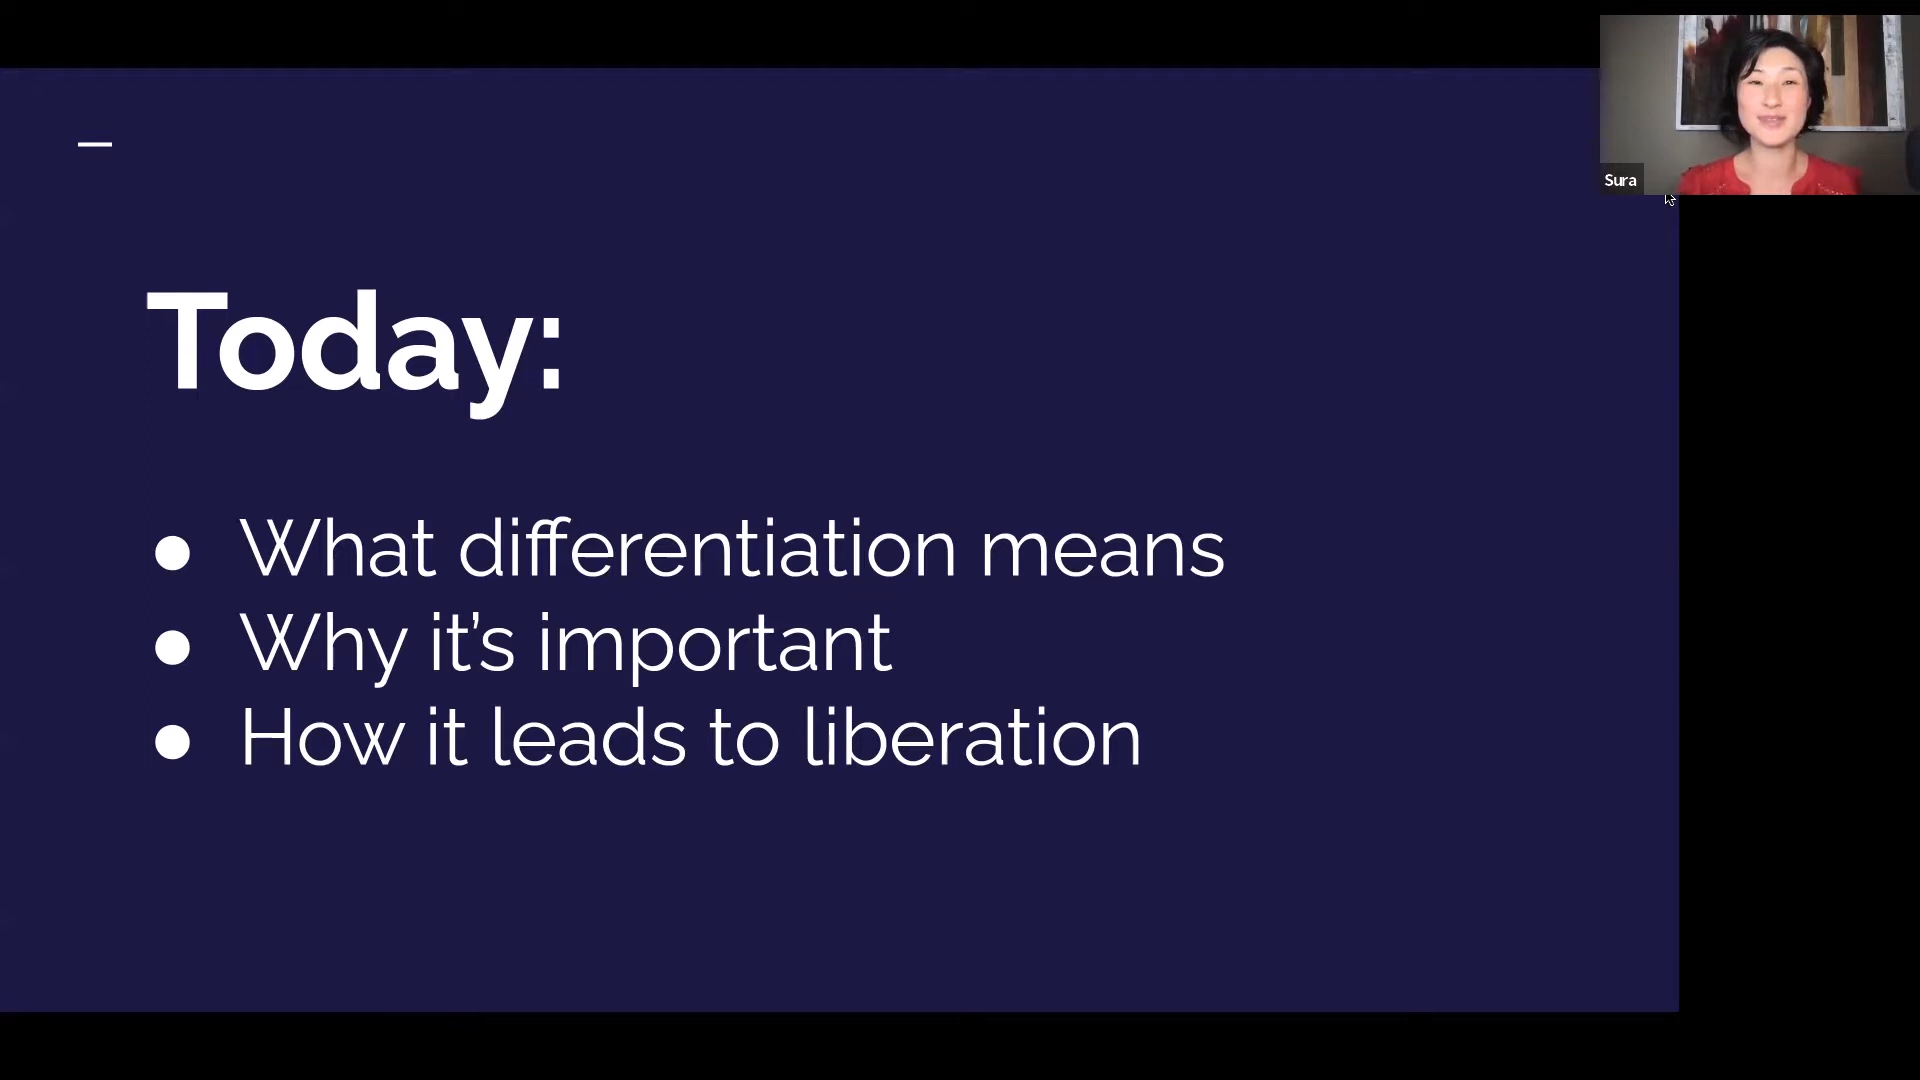 Sura
Today:
● What differentiation means
● Why it’s important
● How it leads to liberation